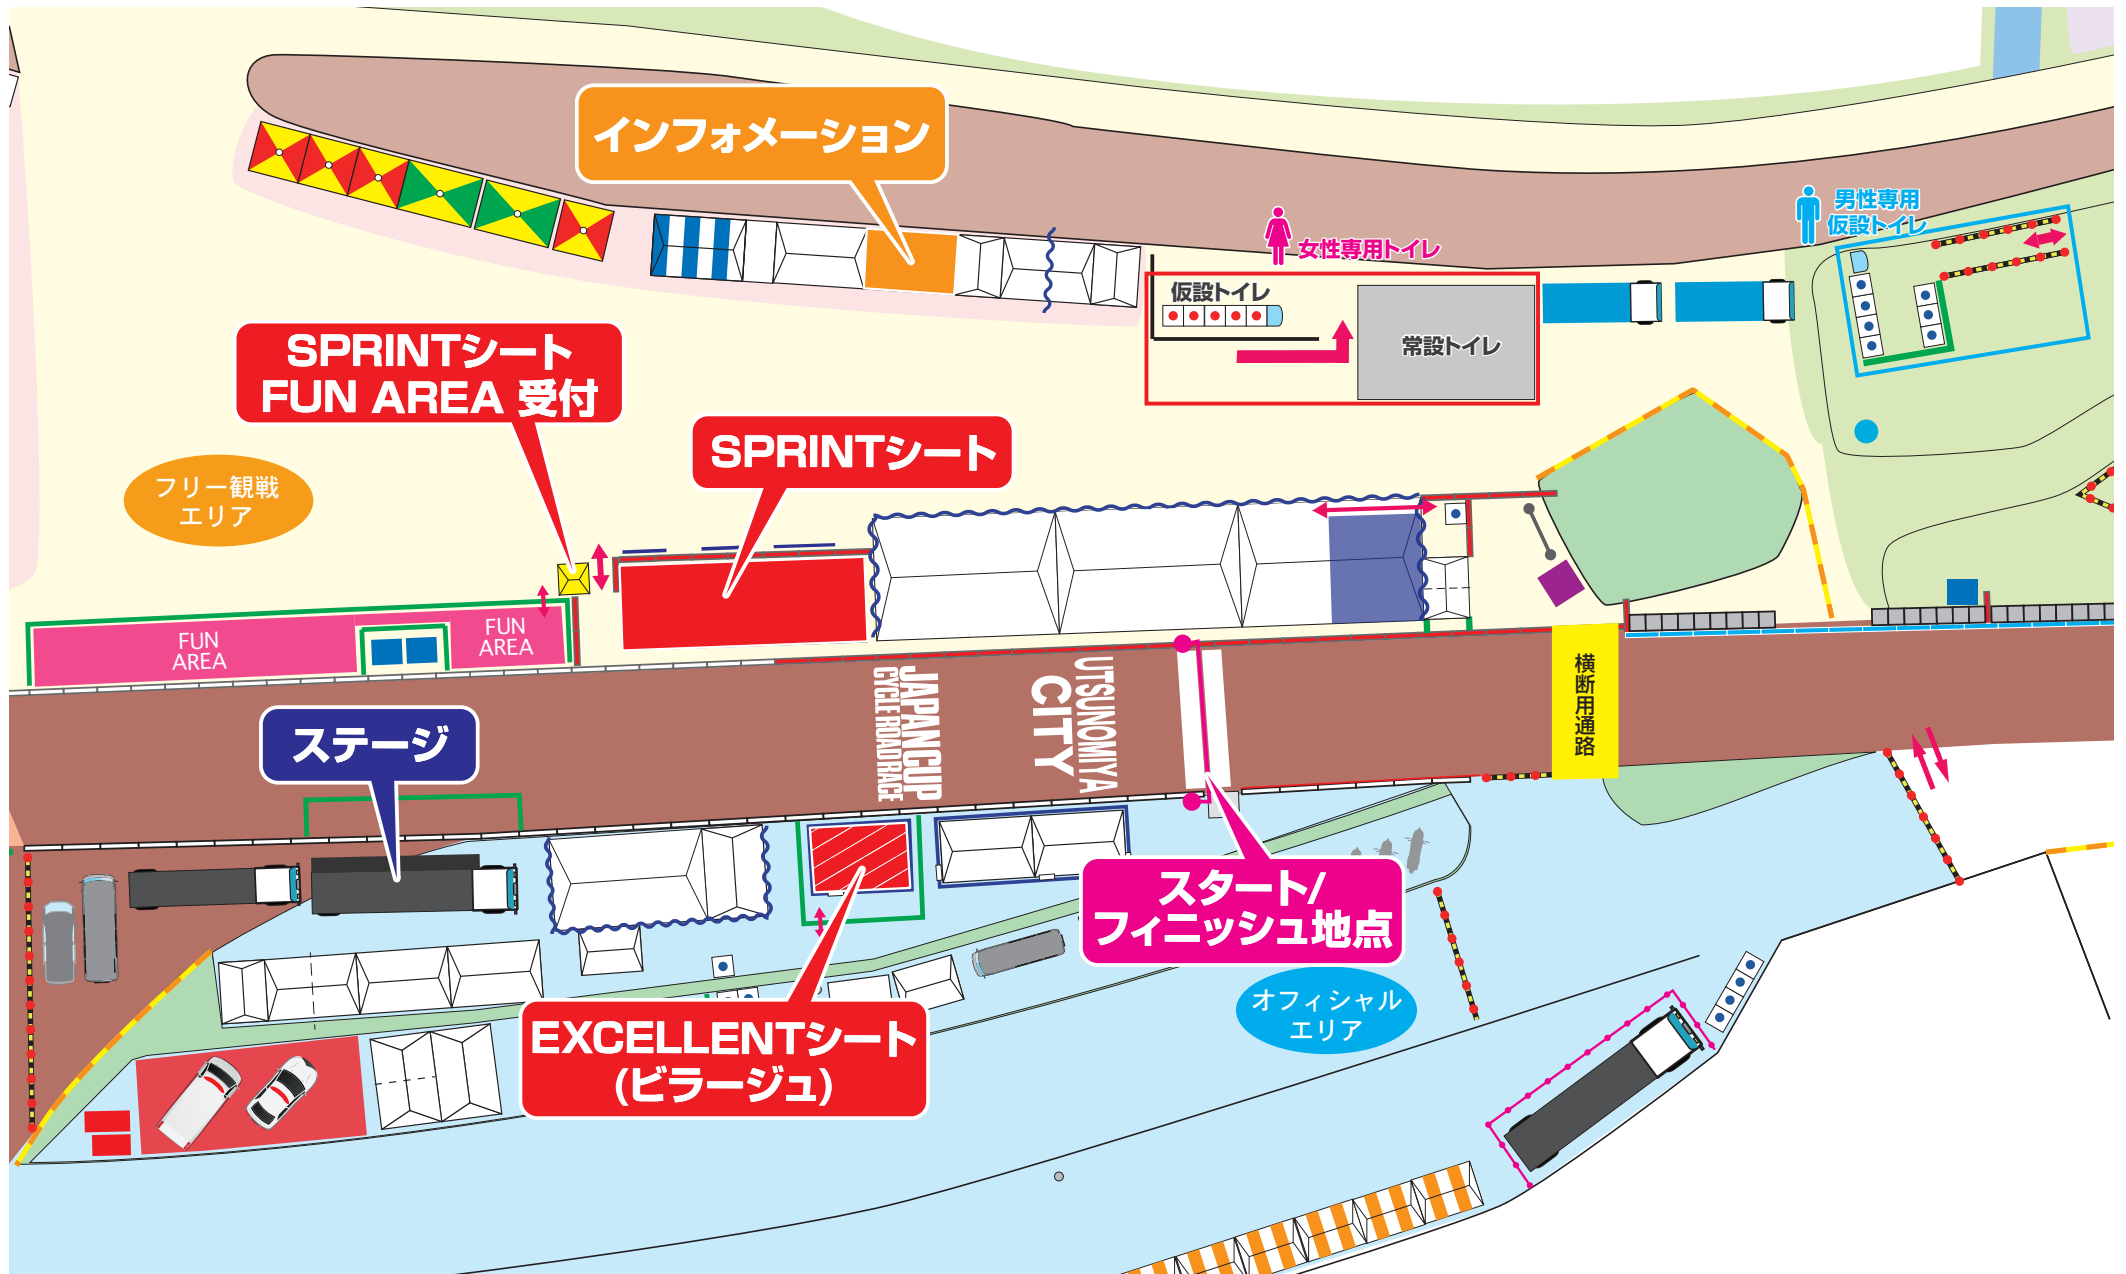 インフォメーション
男性専用
仮設トイレ
女性専用トイレ
仮設トイレ
常設トイレ
SPRINTシート
FUN AREA 受付
SPRINTシート
フリー観戦
エリア
FUN
AREA
FUN
AREA
横断用通路
JAPANCUP
CYCLE ROAD RACE
UTSUNOMIYA
CITY
ステージ
スタート/
フィニッシュ地点
オフィシャル
エリア
EXCELLENTシート
(ビラージュ)